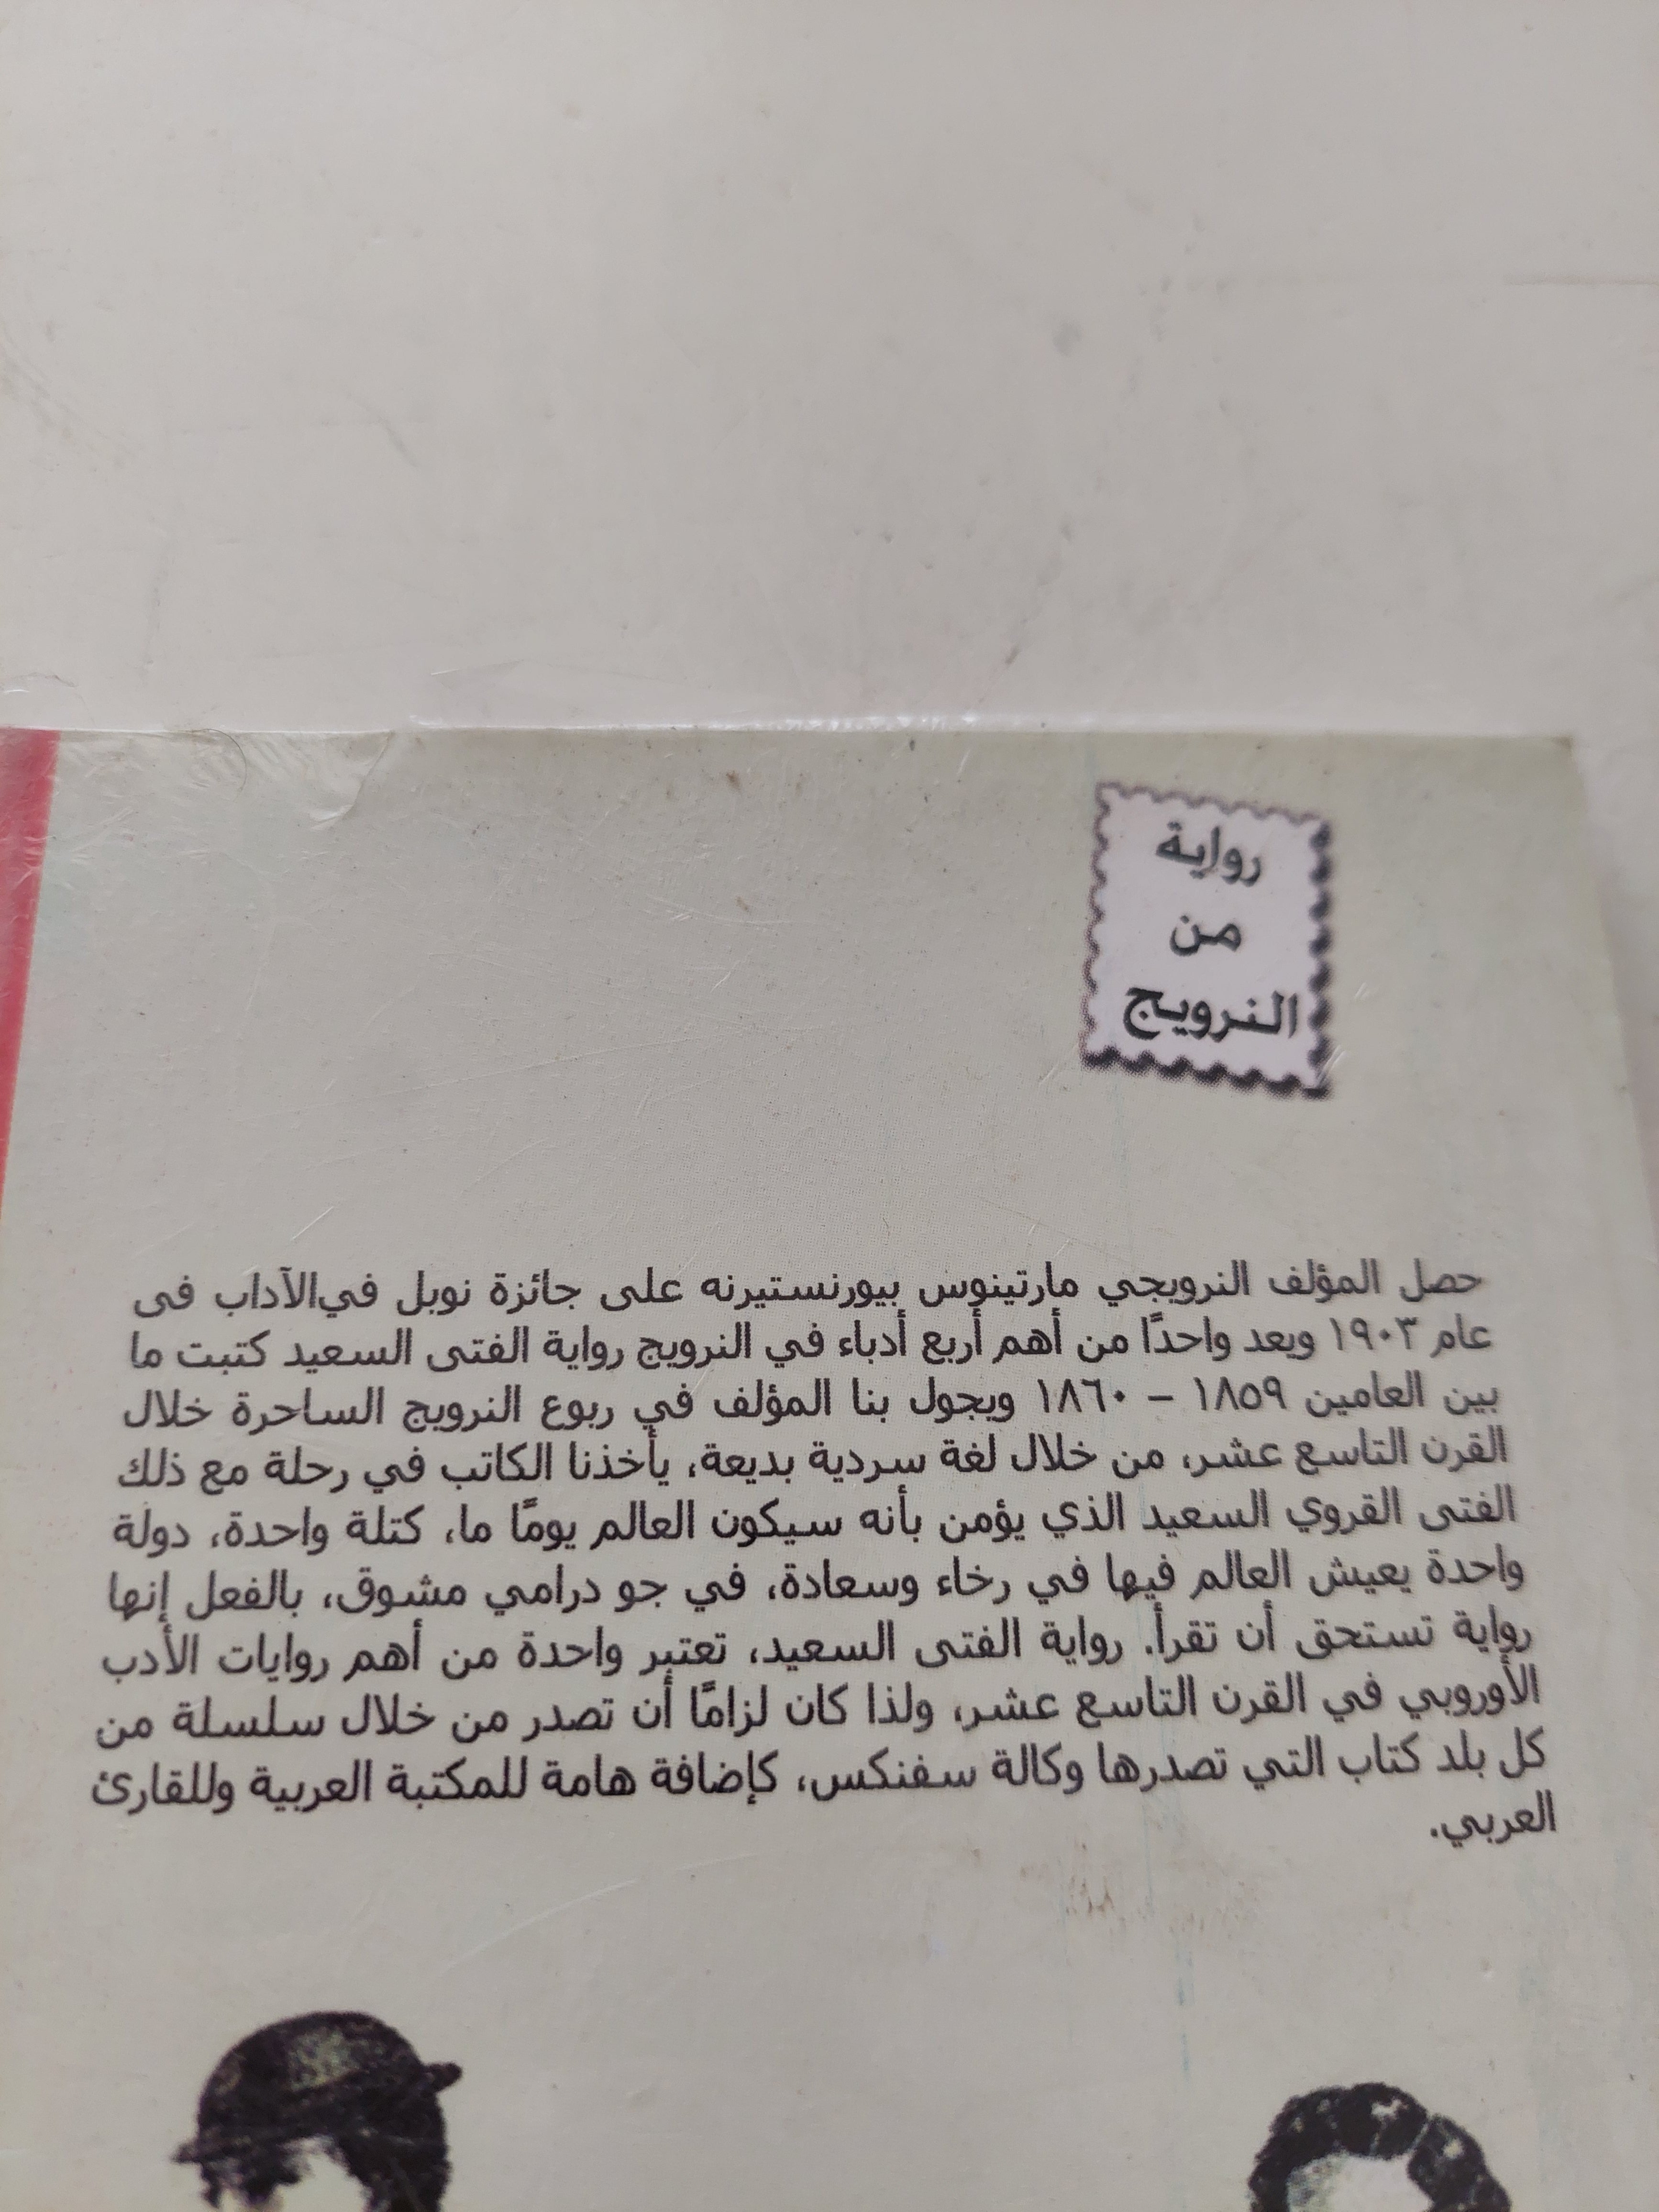 رواية
من
النرويج
حصل المؤلف النرويجي مارتينوس بيورنستيرنه على جائزة نوبل في الآداب فى
عام ١٩٠٣ ويعد واحدًا من أهم أربع أدباء في النرويج رواية الفتى السعيد كتبت ما
بين العامين ١٨٥٩ – ١٨٦٠ ويجول بنا المؤلف في ربوع النرويج الساحرة خلال
القرن التاسع عشر، من خلال لغة سردية بديعة، يأخذنا الكاتب في رحلة مع ذلك
الفتى القروي السعيد الذي يؤمن بأنه سيكون العالم يومًا ما، كتلة واحدة، دولة
واحدة يعيش العالم فيها في رخاء وسعادة، في جو درامي مشوق، بالفعل إنها
رواية تستحق أن تقرأ. رواية الفتى السعيد، تعتبر واحدة من أهم روايات الأدب
الأوروبي في القرن التاسع عشر، ولذا كان لزامًا أن تصدر من خلال سلسلة من
كل بلد كتاب التي تصدرها وكالة سفنكس، كإضافة هامة للمكتبة العربية وللقارئ
العربي.